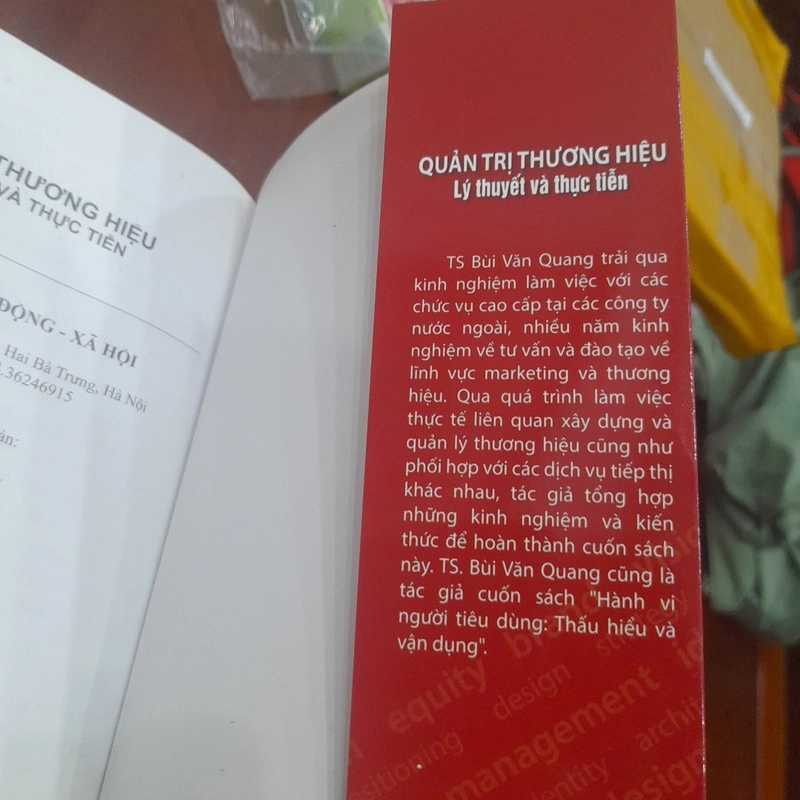 THƯƠNG HIỆU
VÀ THỰC TIỄN
ĐỘNG - XÃ HỘI
Hai Bà Trưng, Hà Nội
.36246915
QUẢN TRỊ THƯƠNG HIỆU
Lý thuyết và thực tiễn
TS Bùi Văn Quang trải qua
kinh nghiệm làm việc với các
chức vụ cao cấp tại các công ty
nước ngoài, nhiều năm kinh
nghiệm về tư vấn và đào tạo về
lĩnh vực marketing và thương
hiệu. Qua quá trình làm việc
thực tế liên quan xây dựng và
quản lý thương hiệu cũng như
phối hợp với các dịch vụ tiếp thị
khác nhau, tác giả tổng hợp
những kinh nghiệm và kiến
thức để hoàn thành cuốn sách
này. TS. Bùi Văn Quang cũng là
tác giả cuốn sách "Hành vi
người tiêu dùng: Thấu hiểu và
vận dụng".
equity brand
design strategy
management